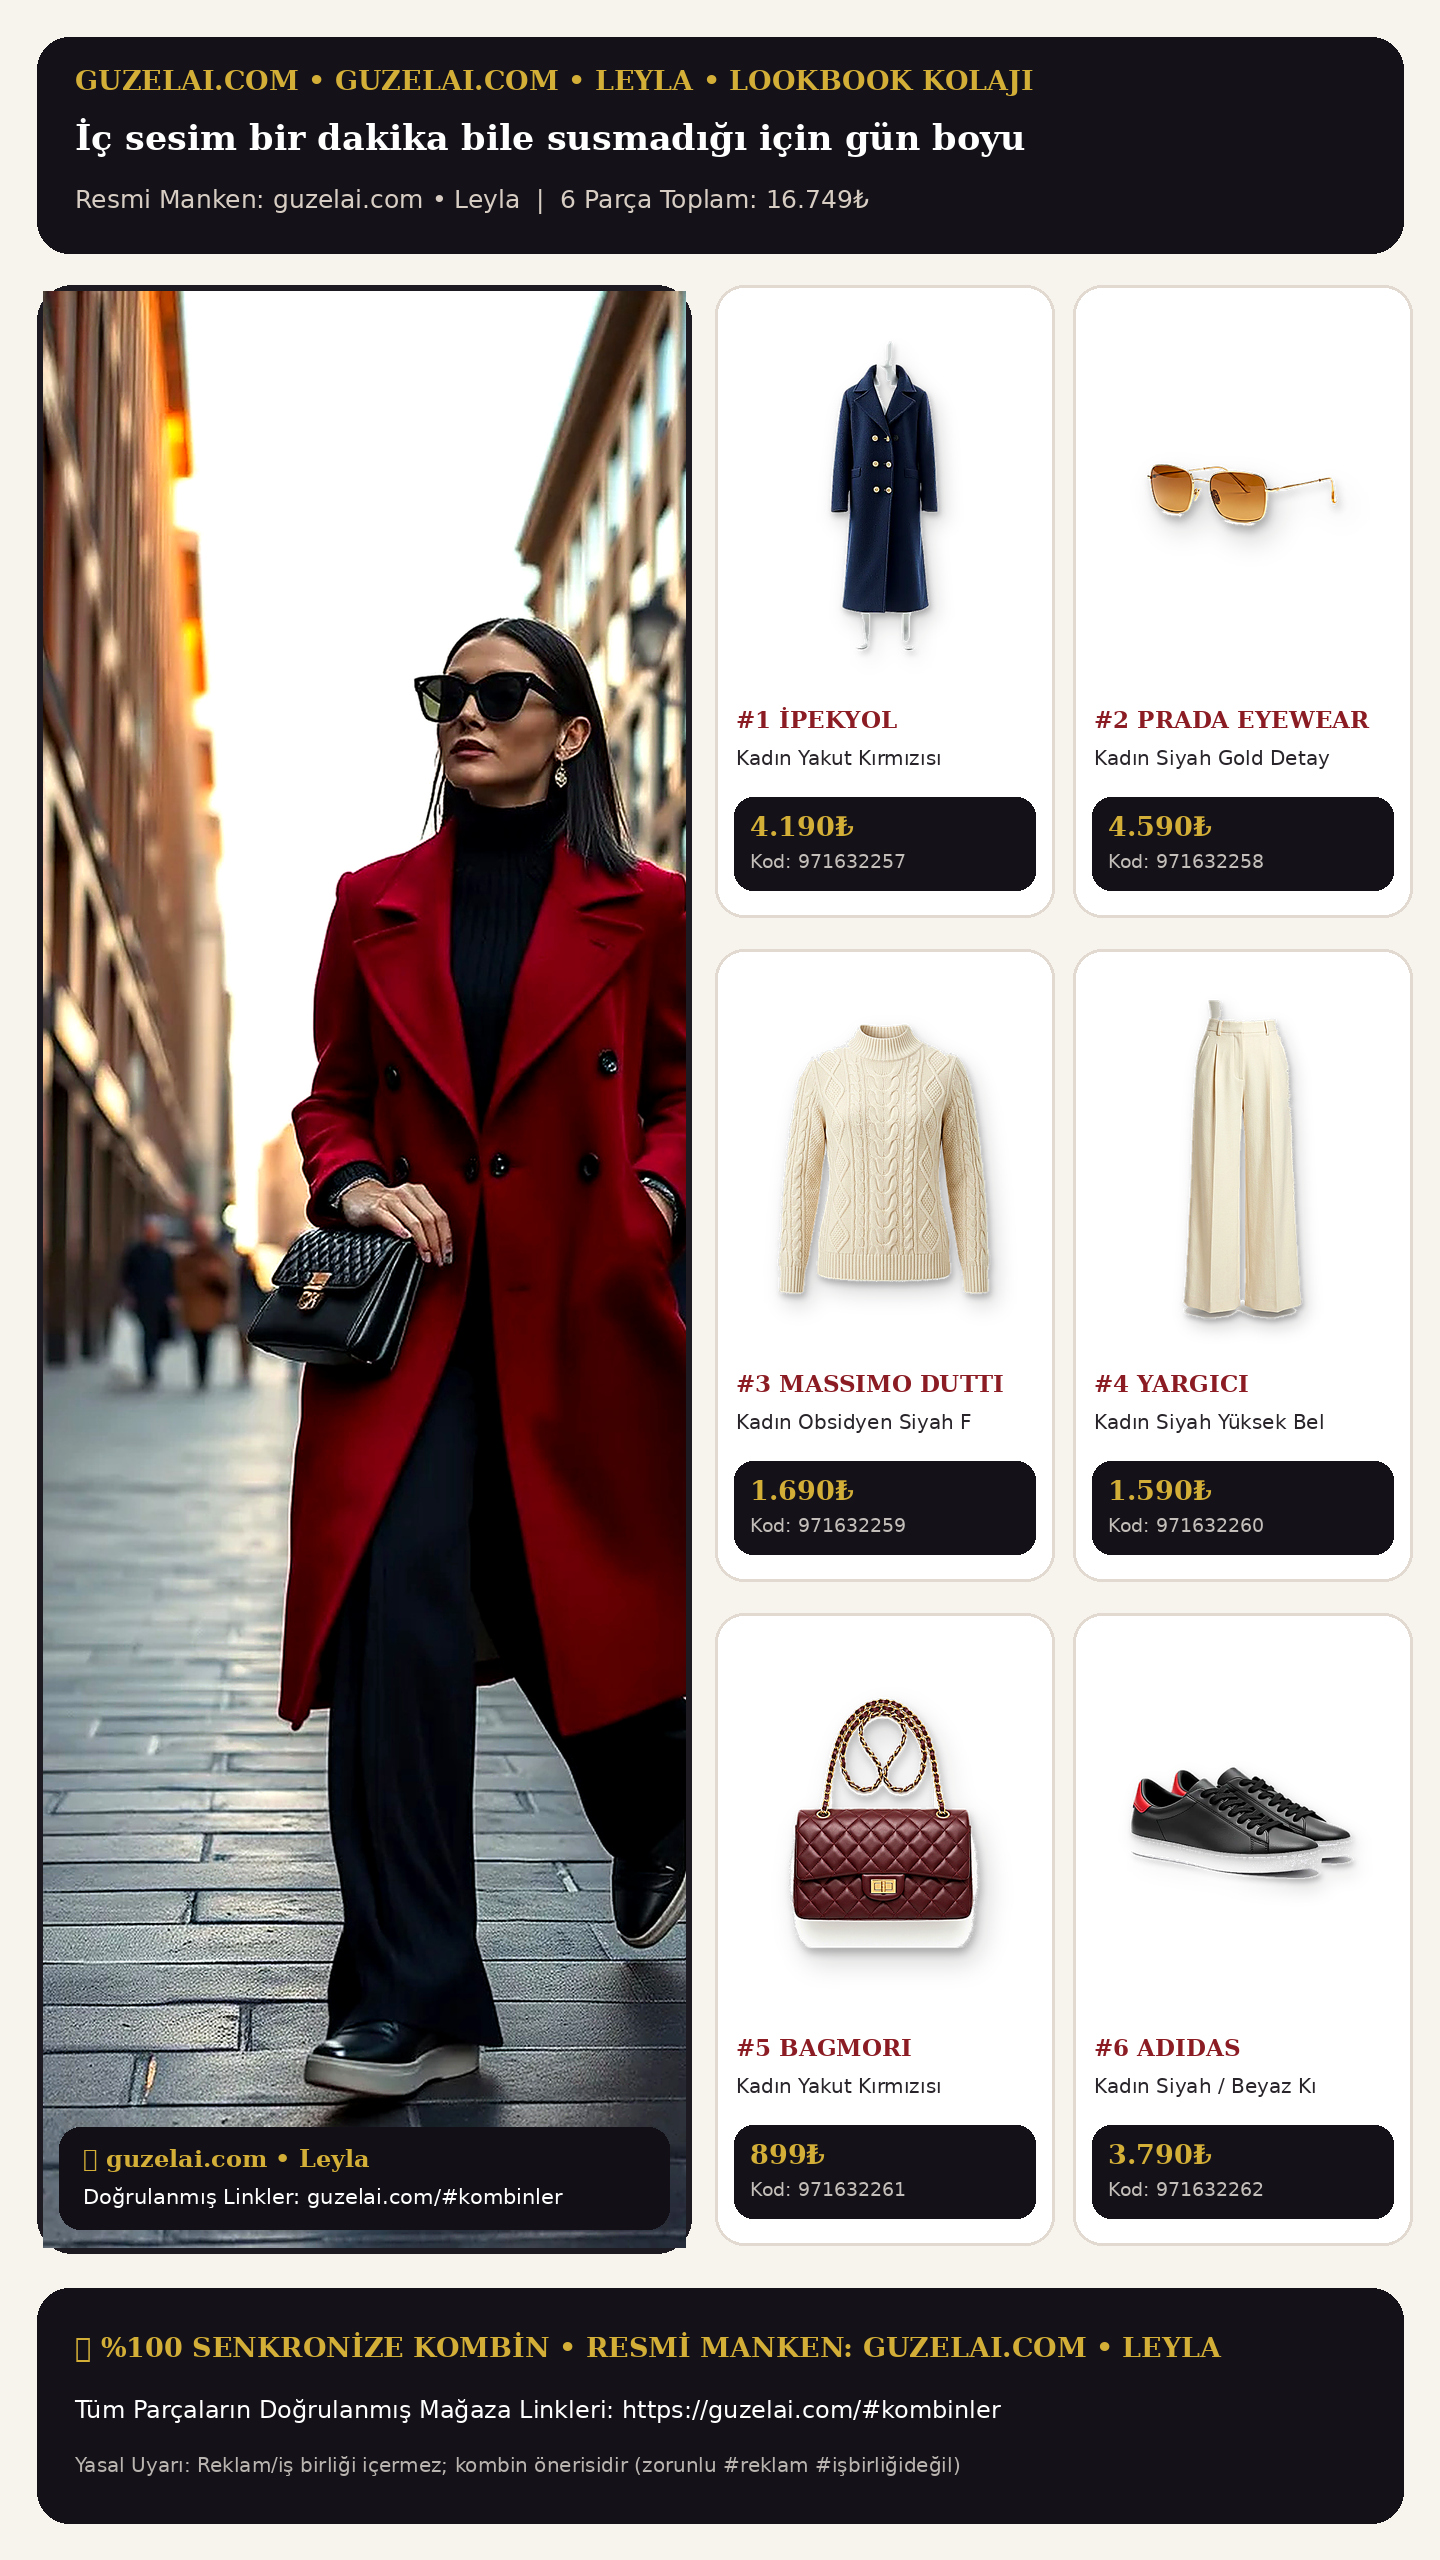 GUZELAI.COM • GUZELAI.COM • LEYLA • LOOKBOOK KOLAJI
İç sesim bir dakika bile susmadığı için gün boyu
Resmi Manken: guzelai.com • Leyla | 6 Parça Toplam: 16.749₺
#1 İPEKYOL
Kadın Yakut Kırmızısı
4.190₺
Kod: 971632257
#2 PRADA EYEWEAR
Kadın Siyah Gold Detay
4.590₺
Kod: 971632258
#3 MASSIMO DUTTI
Kadın Obsidyen Siyah F
1.690₺
Kod: 971632259
#4 YARGICI
Kadın Siyah Yüksek Bel
1.590₺
Kod: 971632260
#5 BAGMORI
Kadın Yakut Kırmızısı
899₺
Kod: 971632261
#6 ADIDAS
Kadın Siyah / Beyaz Kı
3.790₺
Kod: 971632262
guzelai.com • Leyla
Doğrulanmış Linkler: guzelai.com/#kombinler
%100 SENKRONİZE KOMBİN • RESMİ MANKEN: GUZELAI.COM • LEYLA
Tüm Parçaların Doğrulanmış Mağaza Linkleri: https://guzelai.com/#kombinler
Yasal Uyarı: Reklam/iş birliği içermez; kombin önerisidir (zorunlu #reklam #işbirliğideğil)